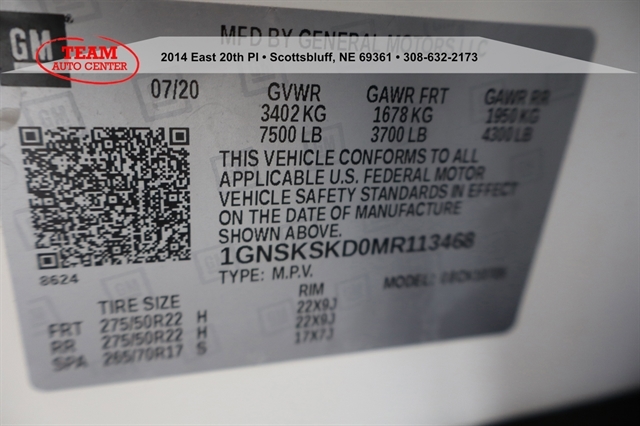 GM
MFD BY GENERAL MOTORS LLC
TEAM
AUTO CENTER
2014 East 20th Pl • Scottsbluff, NE 69361 • 308-632-2173
07/20 GVWR GAWR FRT GAWR RR
3402 KG 1678 KG 1950 KG
7500 LB 3700 LB 4300 LB
THIS VEHICLE CONFORMS TO ALL
APPLICABLE U.S. FEDERAL MOTOR
VEHICLE SAFETY STANDARDS IN EFFECT
ON THE DATE OF MANUFACTURE
SHOWN ABOVE.
1GNSKSKD0MR113468
8624
TYPE: M.P.V. MODEL:
TIRE SIZE RIM
FRT 275/50R22 H 22X9J
RR 275/50R22 H 22X9J
SPA 265/70R17 S 17X7J